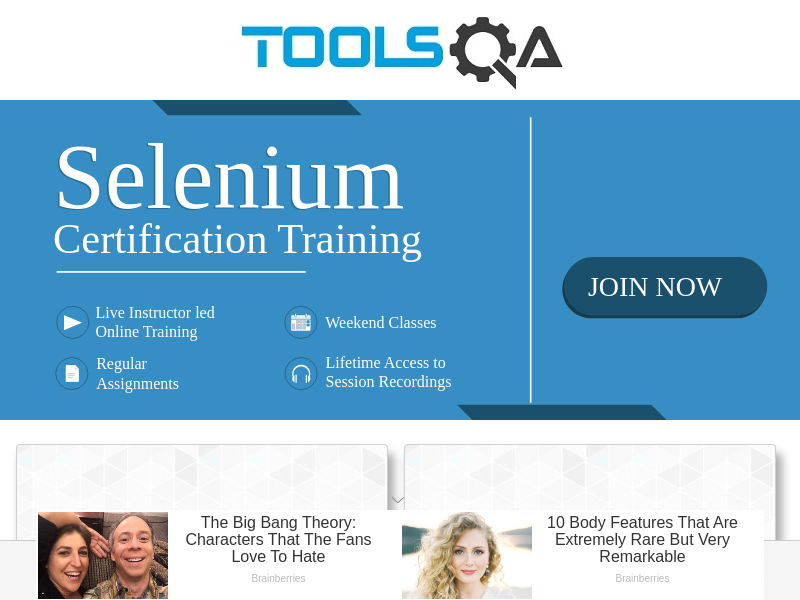 TOOLSQA
Selenium
Certification Training
Live Instructor led
Online Training
Weekend Classes
Regular
Assignments
Lifetime Access to
Session Recordings
JOIN NOW
The Big Bang Theory:
Characters That The Fans
Love To Hate
Brainberries
10 Body Features That Are
Extremely Rare But Very
Remarkable
Brainberries